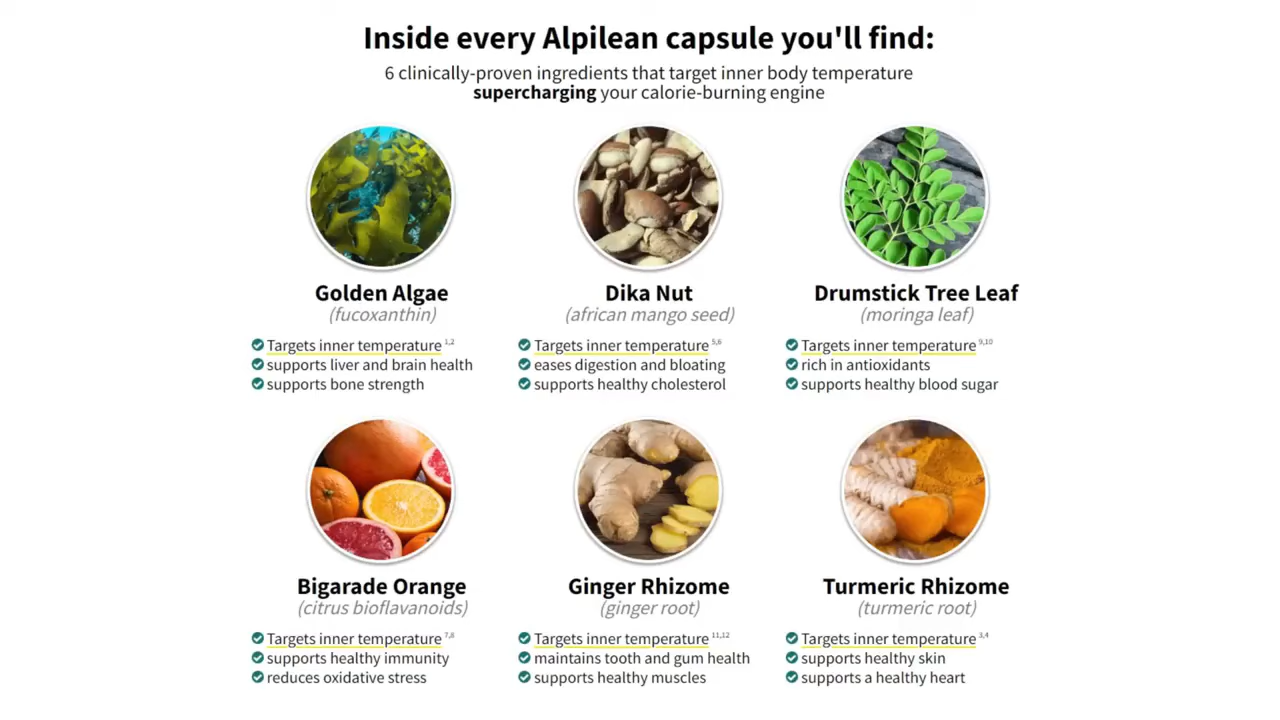 Inside every Alpilean capsule you'll find:
6 clinically-proven ingredients that target inner body temperature
supercharging your calorie-burning engine
Golden Algae
(fucoxanthin)
Targets inner temperature 1,2
supports liver and brain health
supports bone strength
Dika Nut
(african mango seed)
Targets inner temperature 5,6
eases digestion and bloating
supports healthy cholesterol
Drumstick Tree Leaf
(moringa leaf)
Targets inner temperature 9,10
rich in antioxidants
supports healthy blood sugar
Bigarade Orange
(citrus bioflavanoids)
Targets inner temperature 7,8
supports healthy immunity
reduces oxidative stress
Ginger Rhizome
(ginger root)
Targets inner temperature 11,12
maintains tooth and gum health
supports healthy muscles
Turmeric Rhizome
(turmeric root)
Targets inner temperature 3,4
supports healthy skin
supports a healthy heart